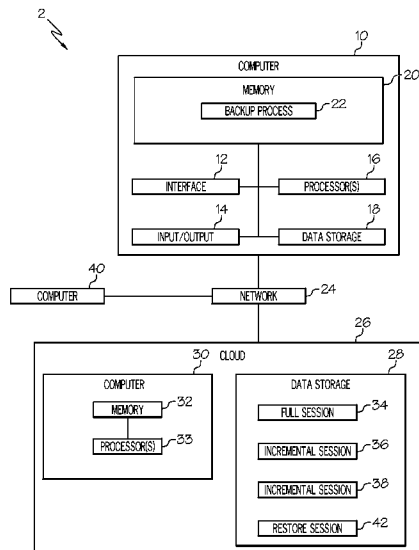 2
10
COMPUTER
20
MEMORY
BACKUP PROCESS
22
12
16
INTERFACE
PROCESSOR(S)
14
18
INPUT/OUTPUT
DATA STORAGE
40
COMPUTER
NETWORK
24
26
CLOUD
30
28
COMPUTER
DATA STORAGE
MEMORY
32
FULL SESSION
34
PROCESSOR(S)
33
INCREMENTAL SESSION
36
INCREMENTAL SESSION
38
RESTORE SESSION
42